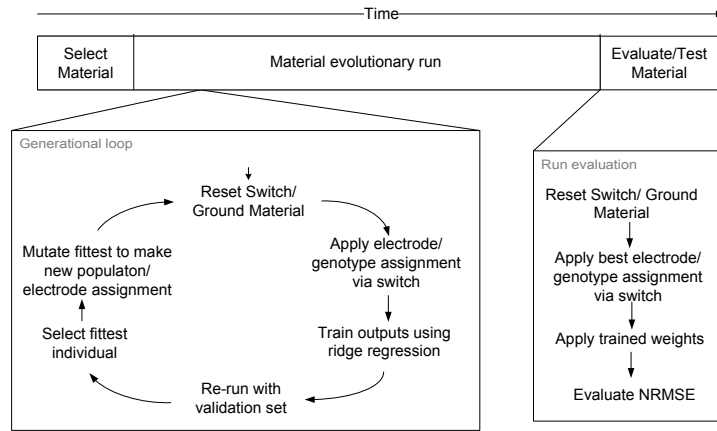 Time
Select
Material
Material evolutionary run
Evaluate/Test
Material
Generational loop
Reset Switch/
Ground Material
Apply electrode/
genotype assignment
via switch
Train outputs using
ridge regression
Re-run with
validation set
Select fittest
individual
Mutate fittest to make
new populaton/
electrode assignment
Run evaluation
Reset Switch/ Ground
Material
Apply best electrode/
genotype assignment
via switch
Apply trained weights
Evaluate NRMSE